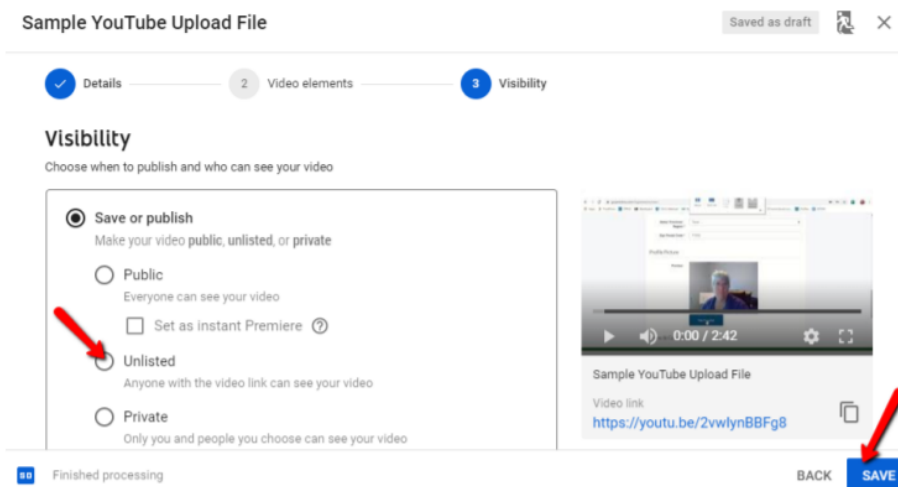 Sample YouTube Upload File
Saved as draft
Details
2 Video elements
3 Visibility
Visibility
Choose when to publish and who can see your video
Save or publish
Make your video public, unlisted, or private
Public
Everyone can see your video
Set as instant Premiere ?
Unlisted
Anyone with the video link can see your video
Private
Only you and people you choose can see your video
Profile Picture
0:00 / 2:42
Sample YouTube Upload File
Video link
https://youtu.be/2vwlynBBFg8
SD
Finished processing
BACK
SAVE